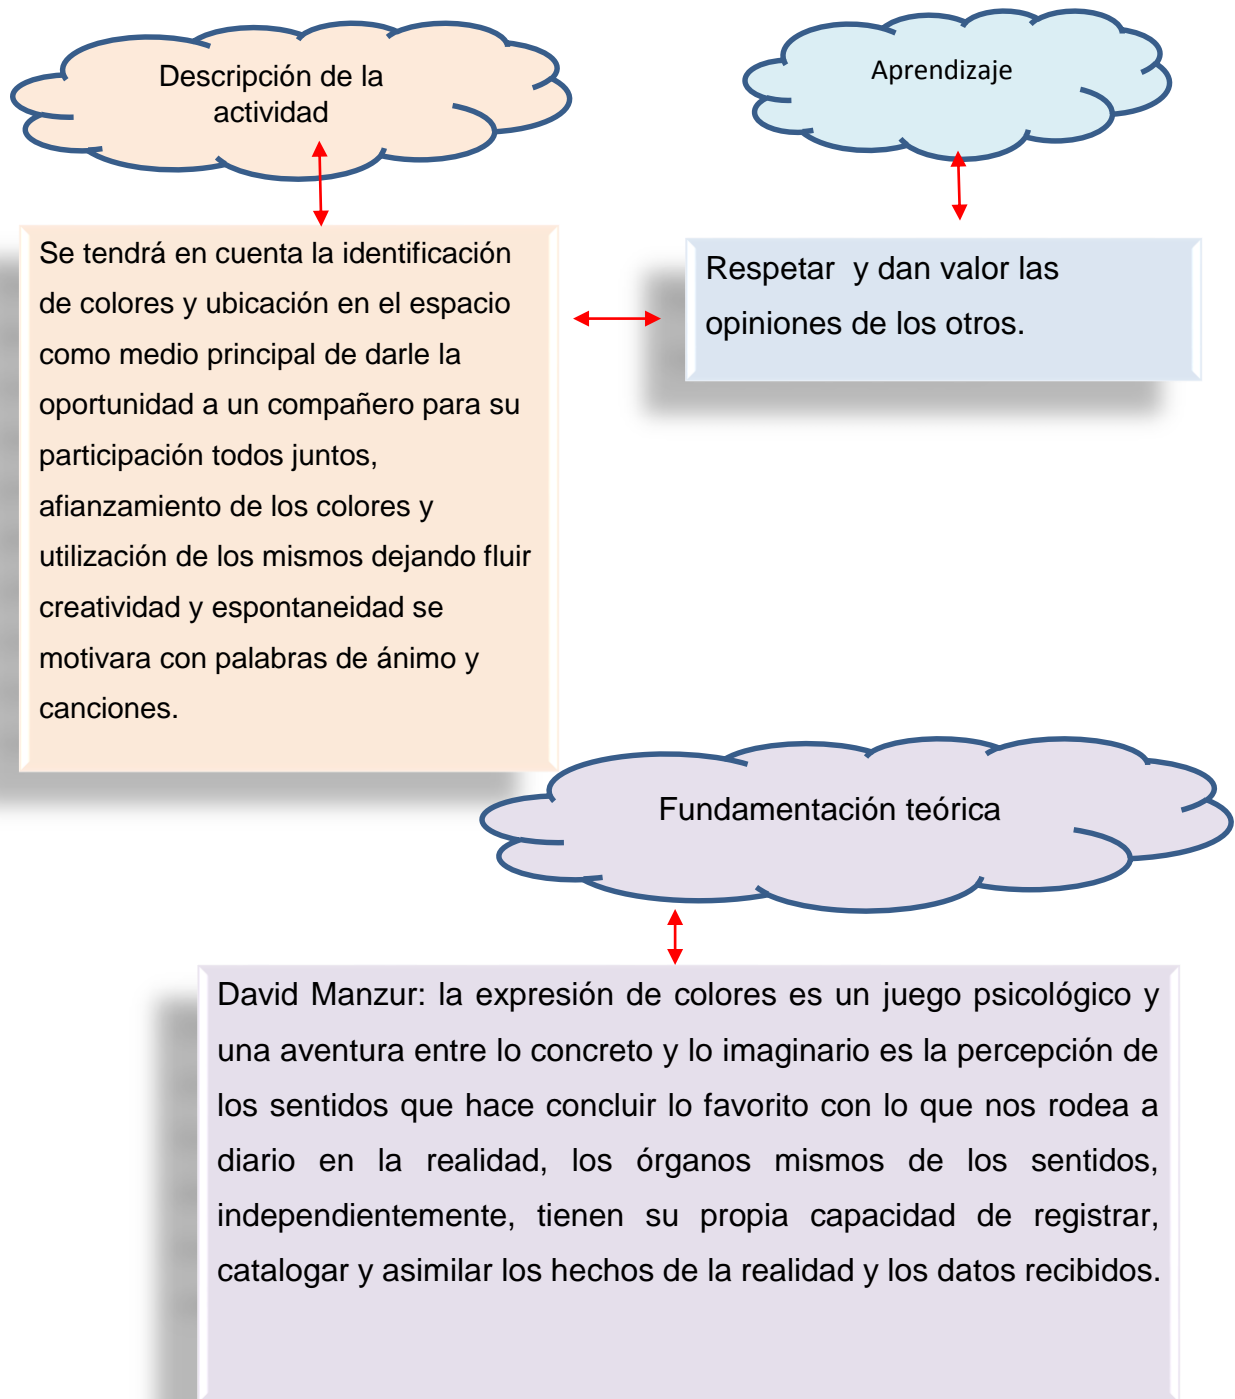 Descripción de la
actividad
Aprendizaje
Se tendrá en cuenta la identificación
de colores y ubicación en el espacio
como medio principal de darle la
oportunidad a un compañero para su
participación todos juntos,
afianzamiento de los colores y
utilización de los mismos dejando fluir
creatividad y espontaneidad se
motivara con palabras de ánimo y
canciones.
Respetar  y dan valor las
opiniones de los otros.
Fundamentación teórica
David Manzur: la expresión de colores es un juego psicológico y
una aventura entre lo concreto y lo imaginario es la percepción de
los sentidos que hace concluir lo favorito con lo que nos rodea a
diario en la realidad, los órganos mismos de los sentidos,
independientemente, tienen su propia capacidad de registrar,
catalogar y asimilar los hechos de la realidad y los datos recibidos.